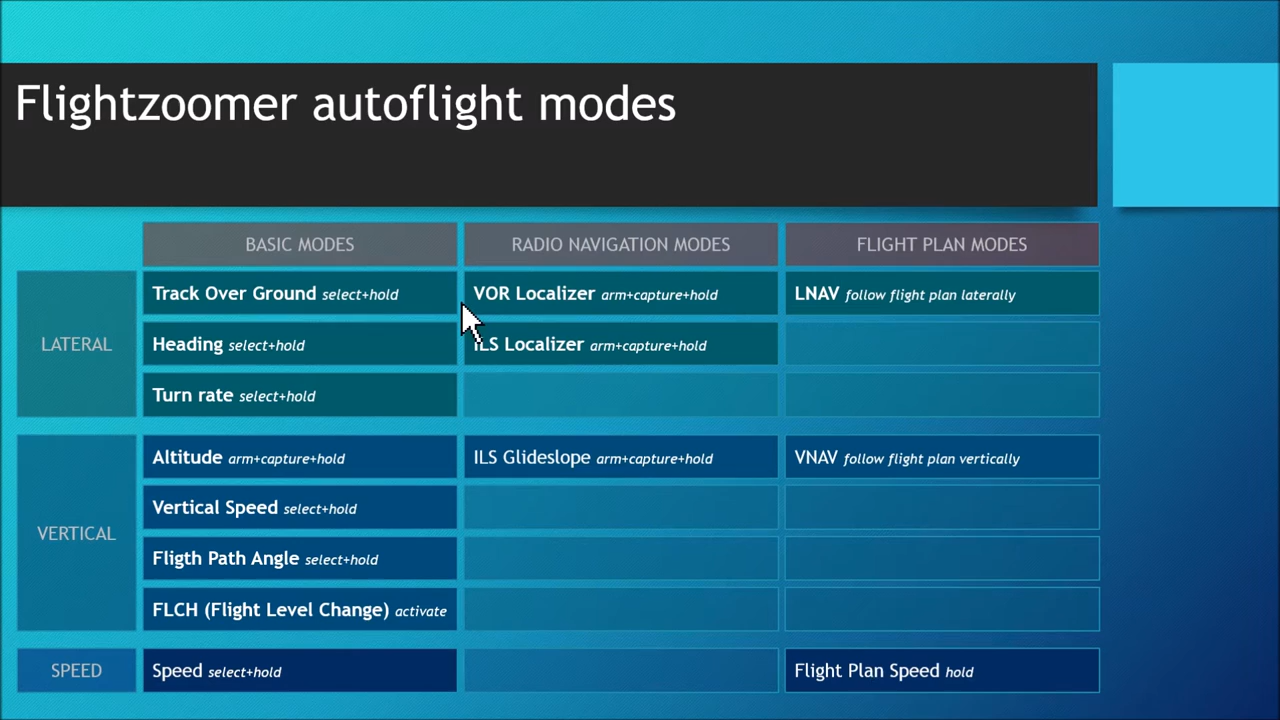 Flightzoomer autoflight modes
BASIC MODES
RADIO NAVIGATION MODES
FLIGHT PLAN MODES
LATERAL
Track Over Ground select+hold
VOR Localizer arm+capture+hold
LNAV follow flight plan laterally
Heading select+hold
ILS Localizer arm+capture+hold
Turn rate select+hold
VERTICAL
Altitude arm+capture+hold
ILS Glideslope arm+capture+hold
VNAV follow flight plan vertically
Vertical Speed select+hold
Fligth Path Angle select+hold
FLCH (Flight Level Change) activate
SPEED
Speed select+hold
Flight Plan Speed hold